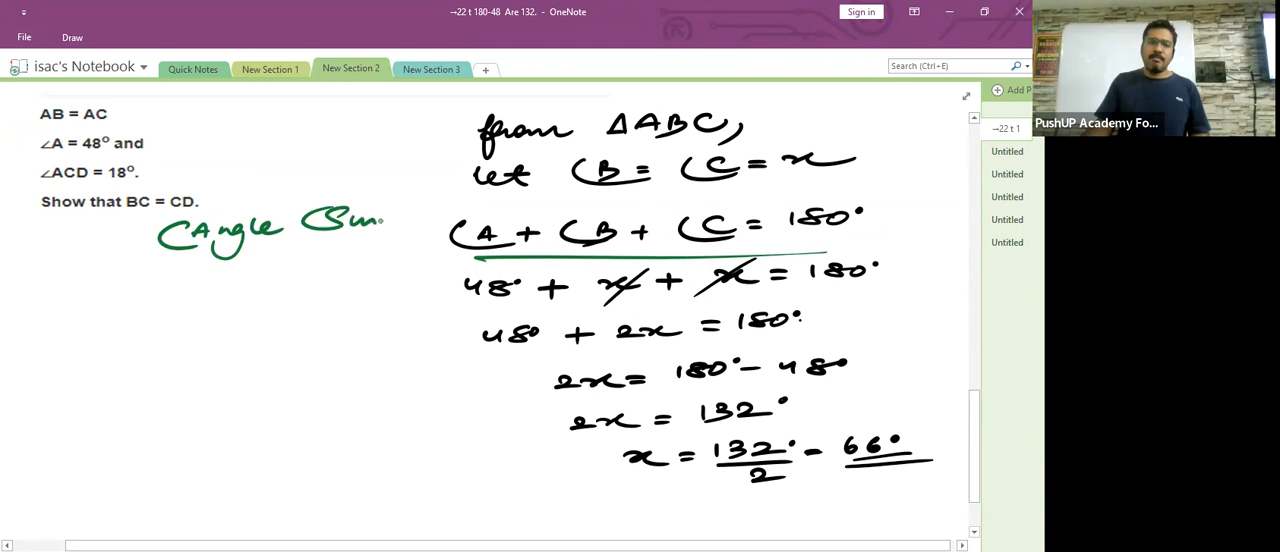 →22 t 180-48 Are 132. - OneNote
Sign in
File
Draw
isac's Notebook
Quick Notes
New Section 1
New Section 2
New Section 3
+
Search (Ctrl+E)
Add P
→22 t 1
Untitled
Untitled
Untitled
Untitled
Untitled
PushUP Academy Fo...
AB = AC
∠A = 48° and
∠ACD = 18°.
Show that BC = CD.
(Angle Sum
from ΔABC,
let ∠B = ∠C = x
∠A + ∠B + ∠C = 180°
48° + x + x = 180°
48° + 2x = 180°
2x = 180° - 48°
2x = 132°
x = 132°/2 = 66°